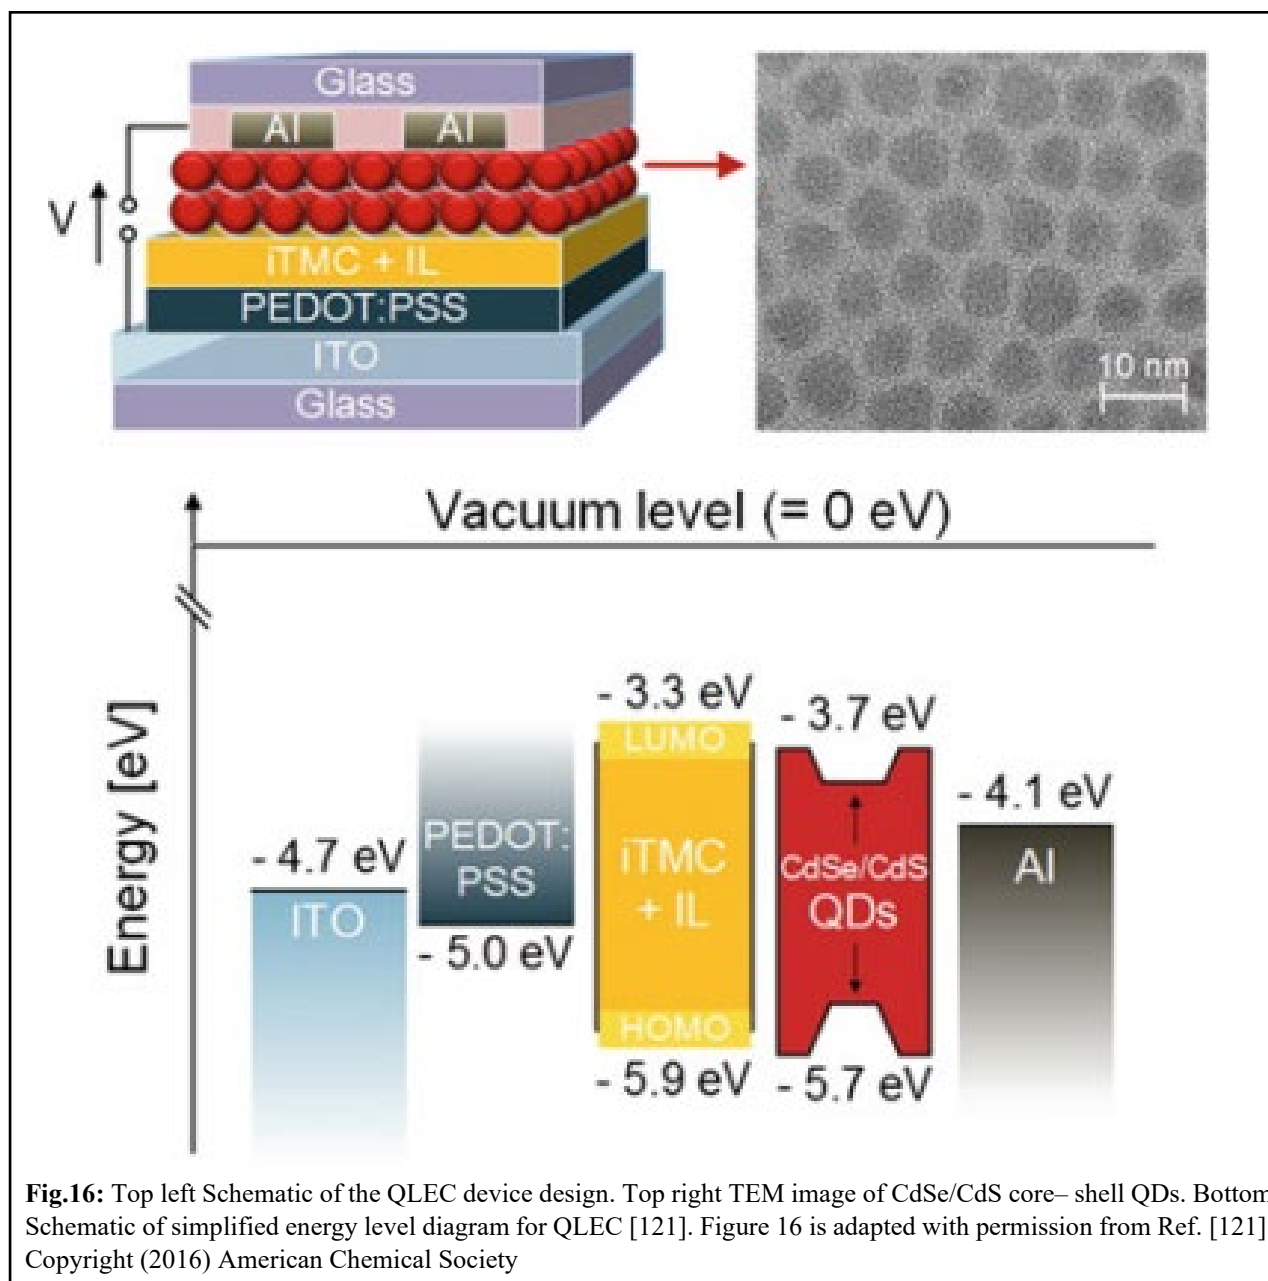 Glass
Al Al
V
iTMC + IL
PEDOT:PSS
ITO
Glass
10 nm
Vacuum level (= 0 eV)
Energy [eV]
- 4.7 eV
ITO
PEDOT:
PSS
- 5.0 eV
- 3.3 eV
LUMO
iTMC
+ IL
HOMO
- 5.9 eV
- 3.7 eV
CdSe/CdS
QDs
- 5.7 eV
- 4.1 eV
Al
Fig.16: Top left Schematic of the QLEC device design. Top right TEM image of CdSe/CdS core– shell QDs. Bottom
Schematic of simplified energy level diagram for QLEC [121]. Figure 16 is adapted with permission from Ref. [121]
Copyright (2016) American Chemical Society